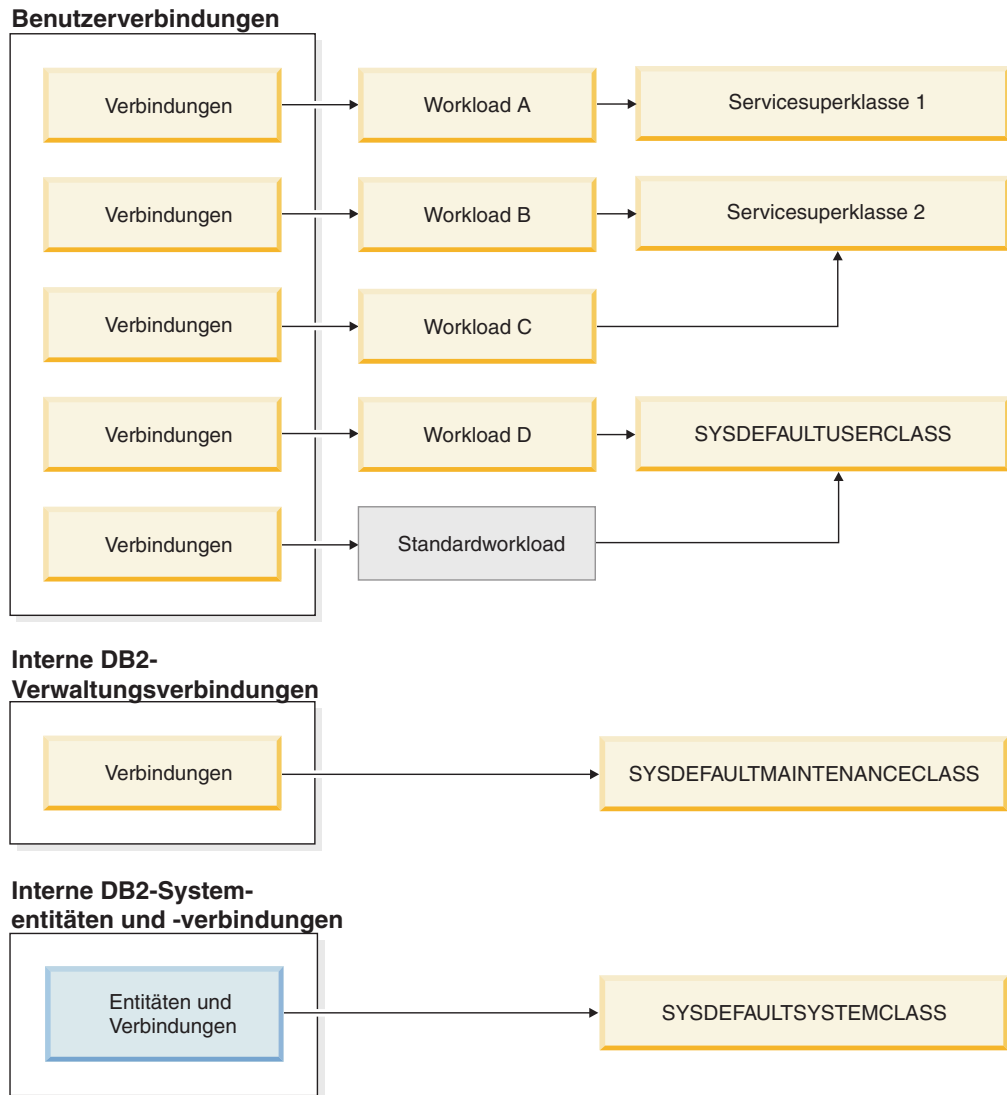 Benutzerverbindungen
Verbindungen
Workload A
Servicesuperklasse 1
Verbindungen
Workload B
Servicesuperklasse 2
Verbindungen
Workload C
Verbindungen
Workload D
SYSDEFAULTUSERCLASS
Verbindungen
Standardworkload
Interne DB2-
Verwaltungsverbindungen
Verbindungen
SYSDEFAULTMAINTENANCECLASS
Interne DB2-System-
entitäten und -verbindungen
Entitäten und
Verbindungen
SYSDEFAULTSYSTEMCLASS